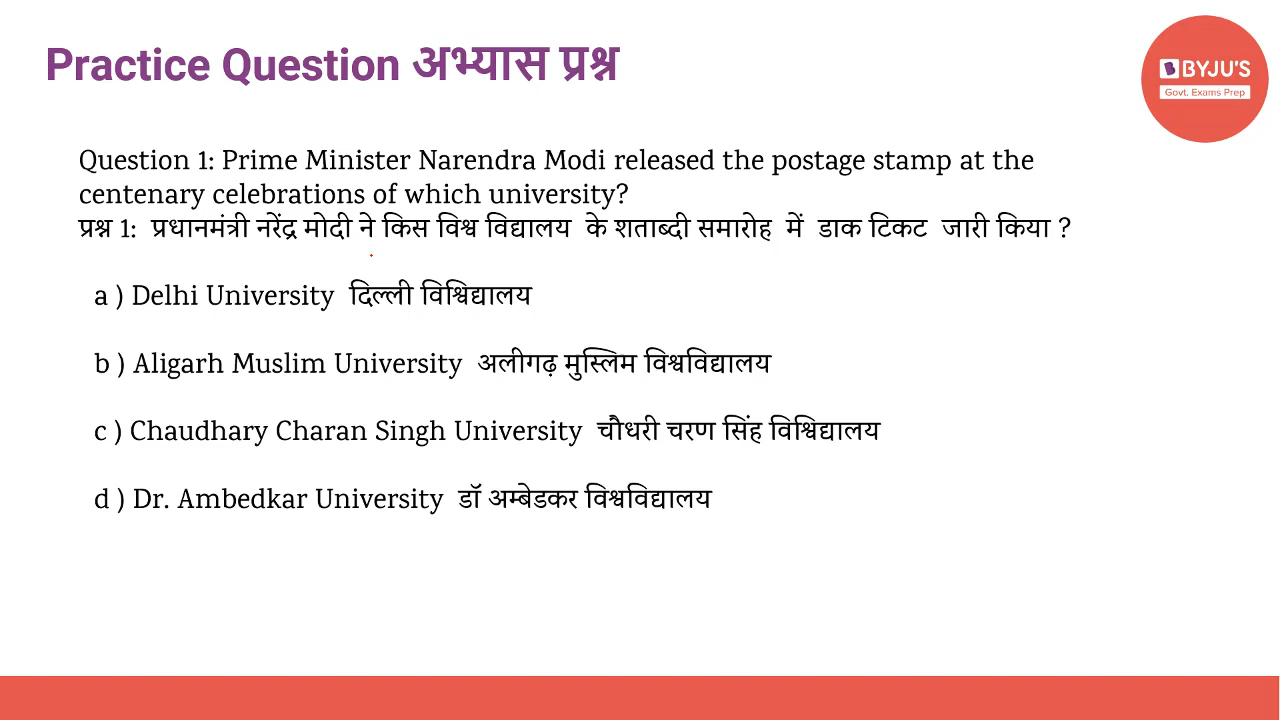 Practice Question अभ्यास प्रश्न
BYJU'S
Govt. Exams Prep
Question 1: Prime Minister Narendra Modi released the postage stamp at the
centenary celebrations of which university?
प्रश्न 1: प्रधानमंत्री नरेंद्र मोदी ने किस विश्व विद्यालय के शताब्दी समारोह में डाक टिकट जारी किया ?
a ) Delhi University दिल्ली विश्विद्यालय
b ) Aligarh Muslim University अलीगढ़ मुस्लिम विश्वविद्यालय
c ) Chaudhary Charan Singh University चौधरी चरण सिंह विश्विद्यालय
d ) Dr. Ambedkar University डॉ अम्बेडकर विश्वविद्यालय